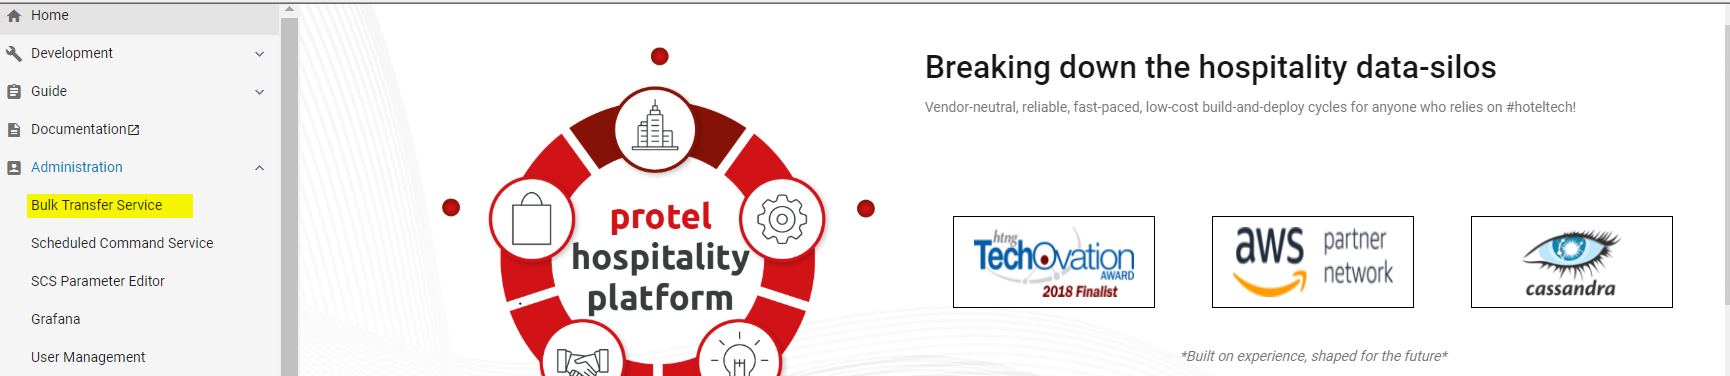 Home
Development
Guide
Documentation
Administration
Bulk Transfer Service
Scheduled Command Service
SCS Parameter Editor
Grafana
User Management
protel
hospitality
platform
Breaking down the hospitality data-silos
Vendor-neutral, reliable, fast-paced, low-cost build-and-deploy cycles for anyone who relies on #hoteltech!
htng
TechOvation
AWARD
2018 Finalist
aws partner
network
cassandra
*Built on experience, shaped for the future*